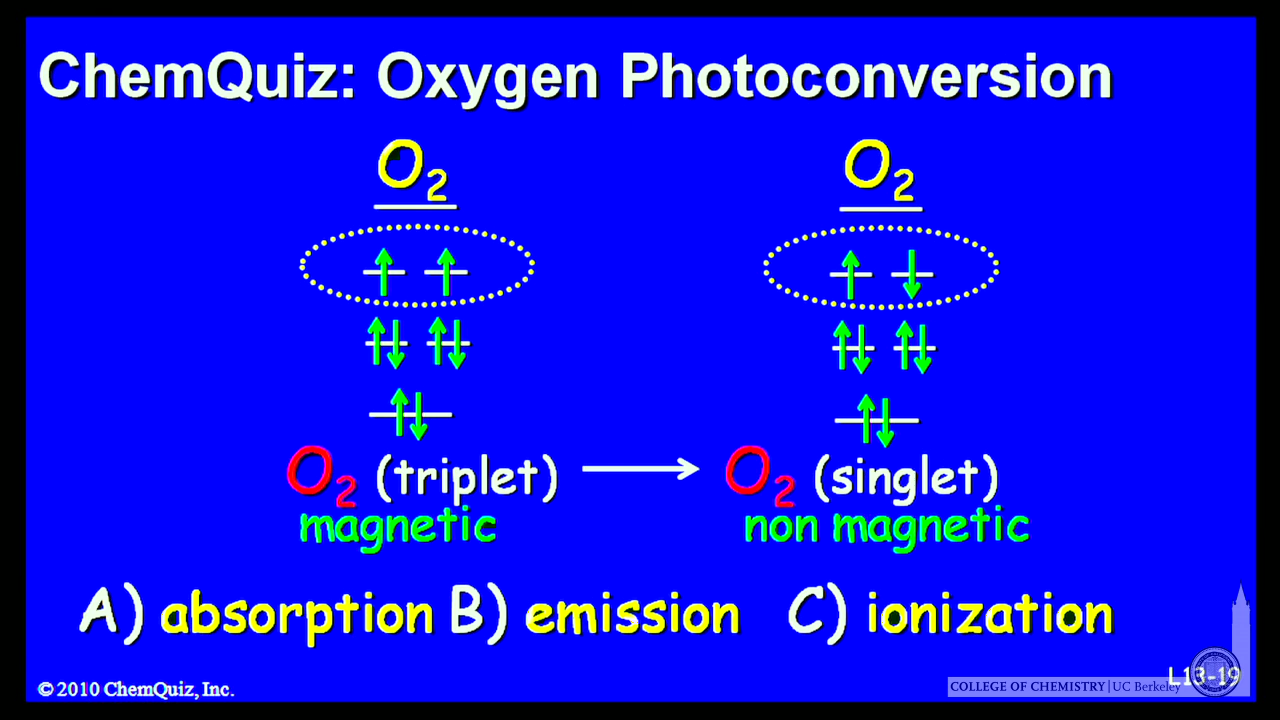 ChemQuiz: Oxygen Photoconversion
O₂ O₂
O₂ (triplet) → O₂ (singlet)
magnetic non magnetic
A) absorption B) emission C) ionization
© 2010 ChemQuiz, Inc.
L13-19
COLLEGE OF CHEMISTRY | UC Berkeley